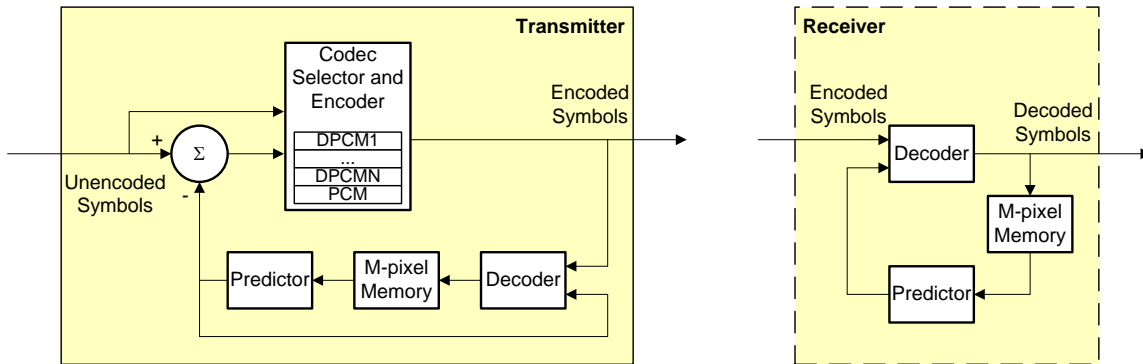 Transmitter
Codec
Selector and
Encoder
DPCM1
...
DPCMN
PCM
Encoded
Symbols
+
Σ
-
Unencoded
Symbols
Predictor
M-pixel
Memory
Decoder
Receiver
Encoded
Symbols
Decoded
Symbols
Decoder
M-pixel
Memory
Predictor